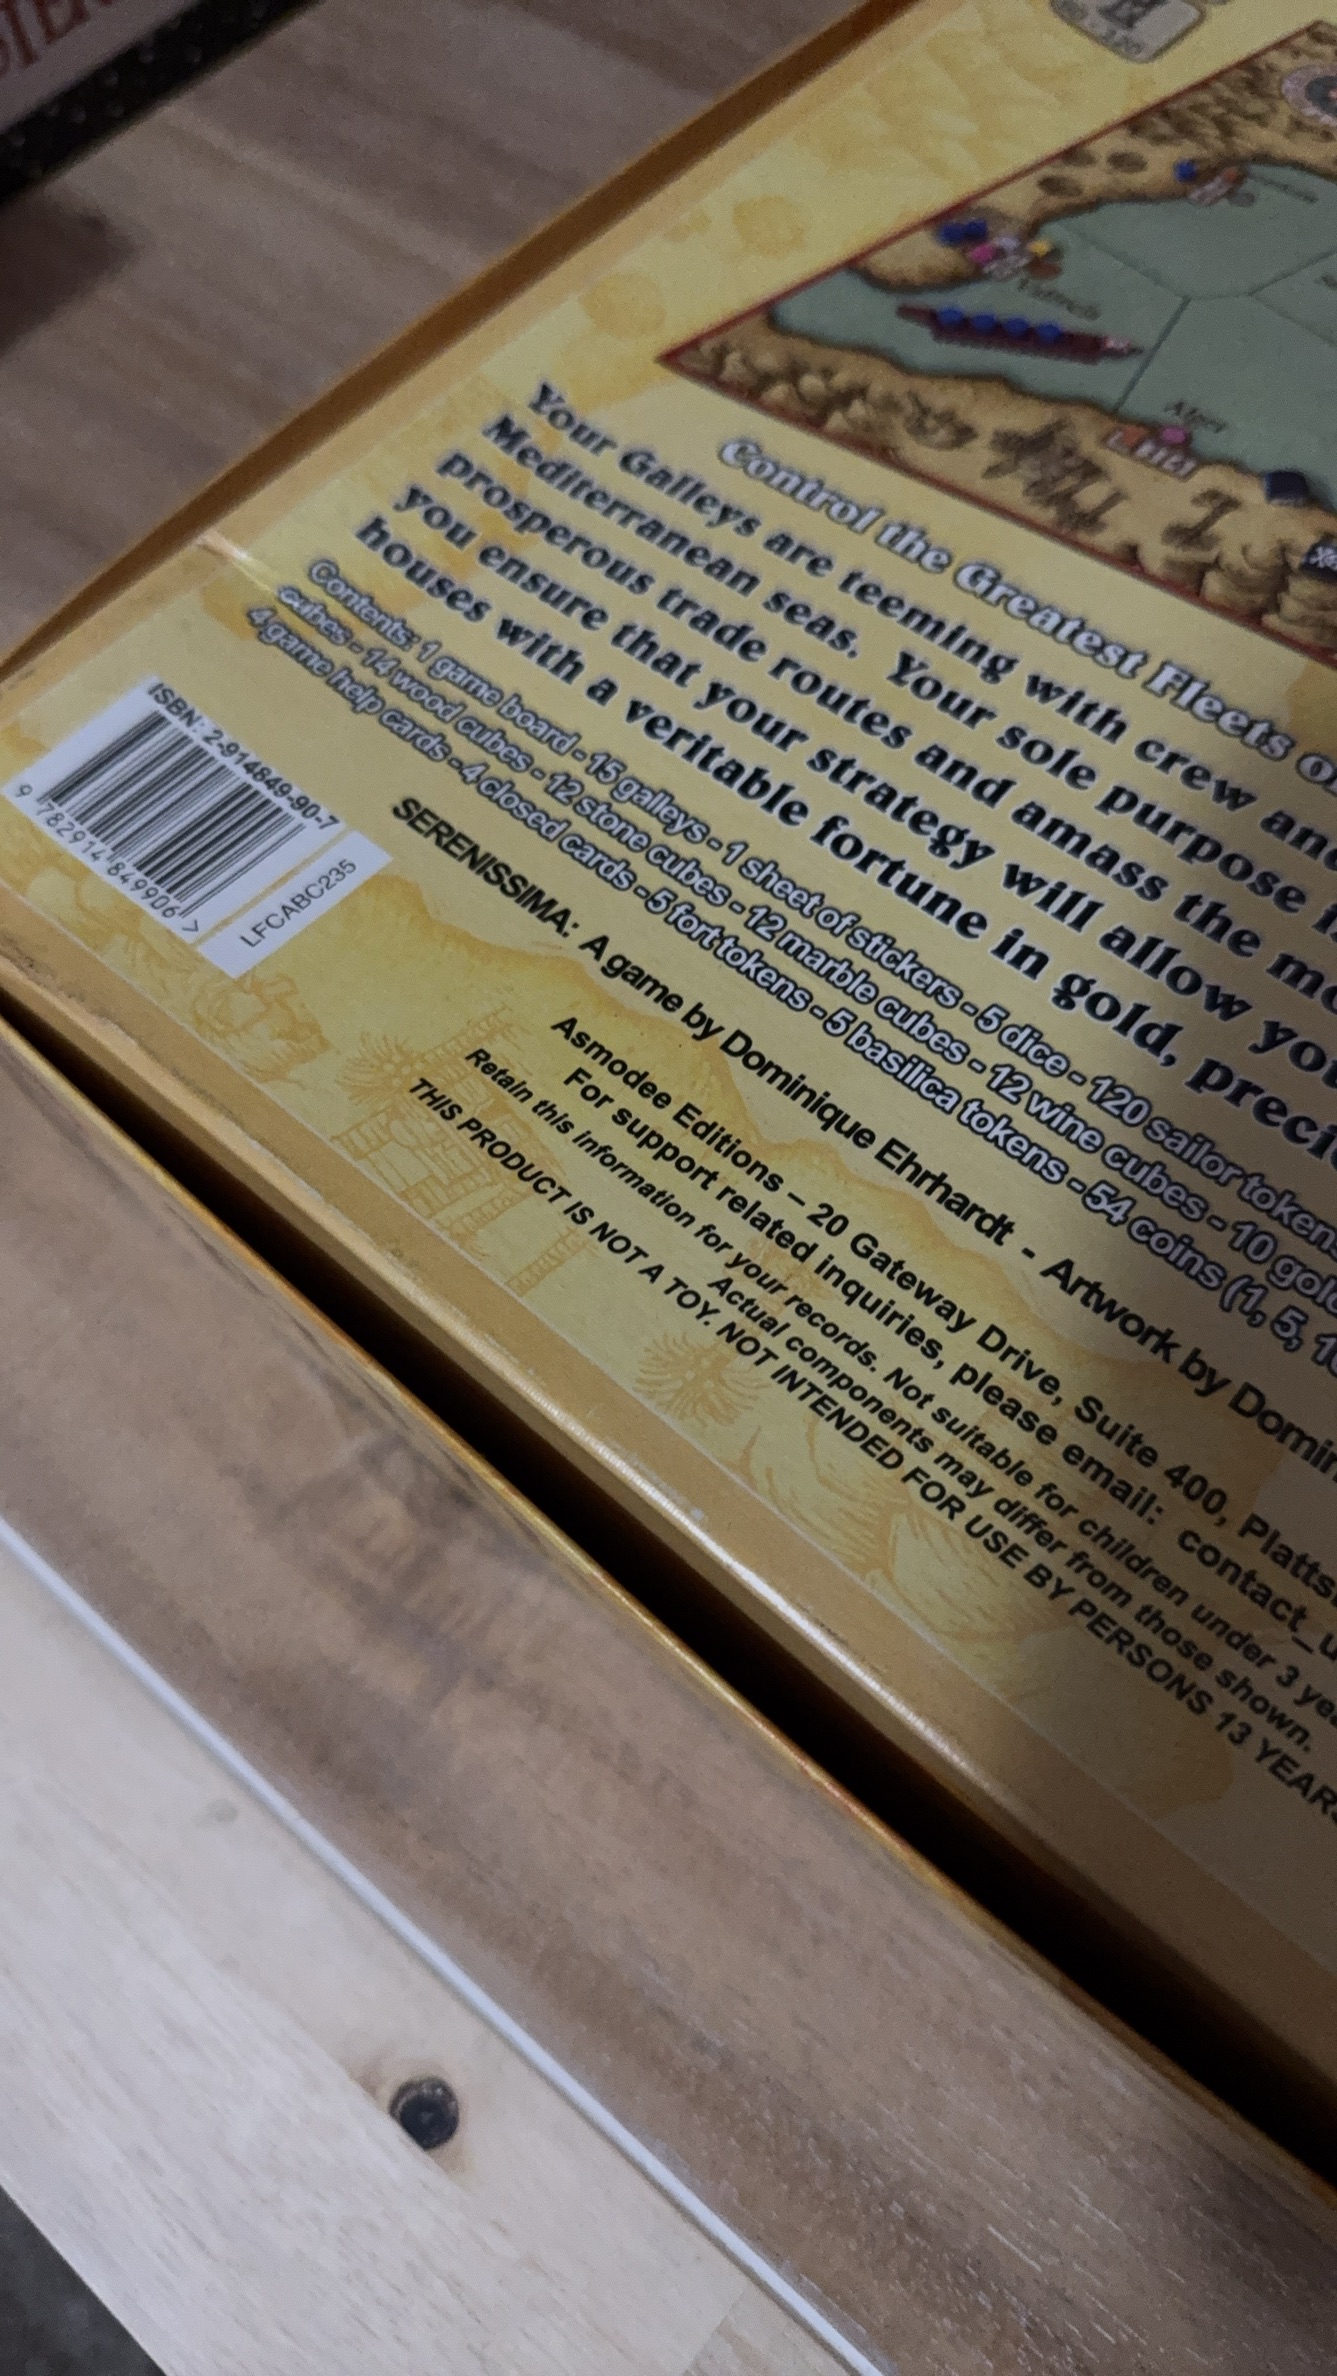 Control the Greatest Fleets
Your Galleys are teeming with crew
Mediterranean seas. Your sole purpose
prosperous trade routes and amass the
you ensure that your strategy will allow
houses with a veritable fortune in gold,
Contents: 1 game board - 15 galleys - 1 sheet of stickers - 5 dice - 120 sailor
cubes - 14 wood cubes - 12 stone cubes - 12 marble cubes - 12 wine cubes - 10
4 game help cards - 4 closed cards - 5 fort tokens - 5 basilica tokens - 54 coins (1, 5,
ISBN: 2-914849-90-7
9 782914 849906 >
LFCABC235
SERENISSIMA: A game by Dominique Ehrhardt - Artwork by
Asmodee Editions – 20 Gateway Drive, Suite 400,
For support related inquiries, please email:
Retain this information for your records. Not suitable for children under 3
Actual components may differ from those shown.
THIS PRODUCT IS NOT A TOY. NOT INTENDED FOR USE BY PERSONS 13